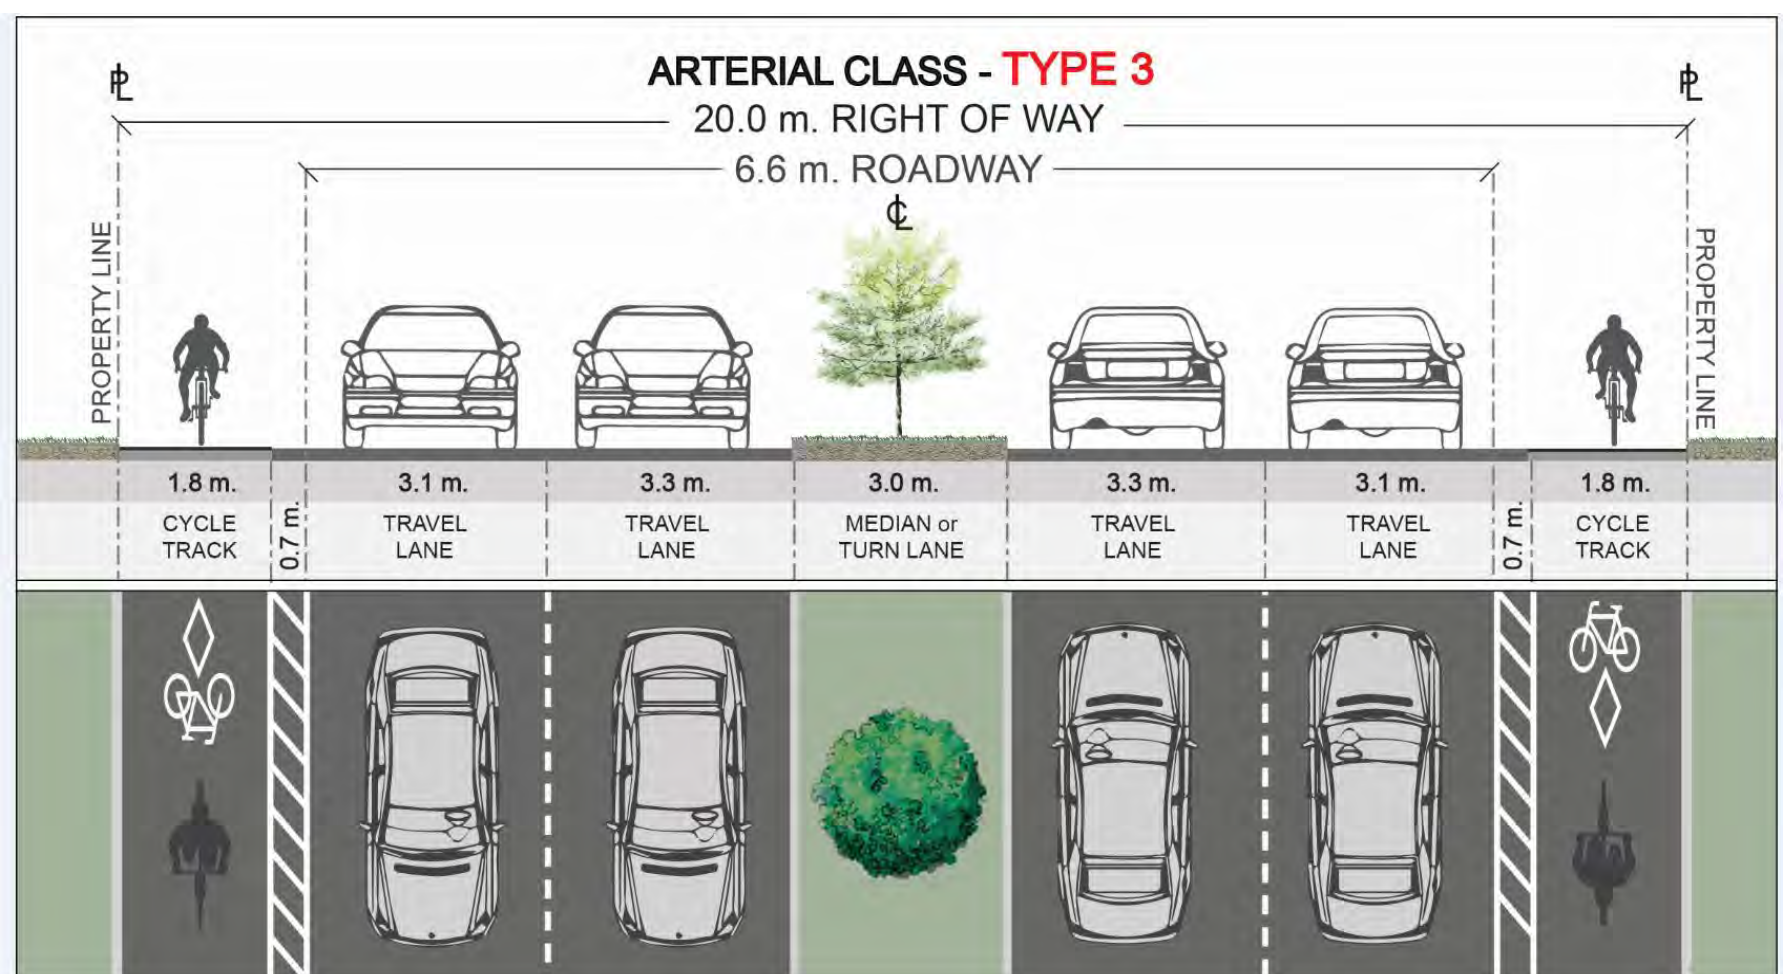 ARTERIAL CLASS - TYPE 3
20.0 m. RIGHT OF WAY
6.6 m. ROADWAY
PL
PL
CL
PROPERTY LINE
PROPERTY LINE
1.8 m.
3.1 m.
3.3 m.
3.0 m.
3.3 m.
3.1 m.
1.8 m.
CYCLE
TRACK
0.7 m.
TRAVEL
LANE
TRAVEL
LANE
MEDIAN or
TURN LANE
TRAVEL
LANE
TRAVEL
LANE
0.7 m.
CYCLE
TRACK